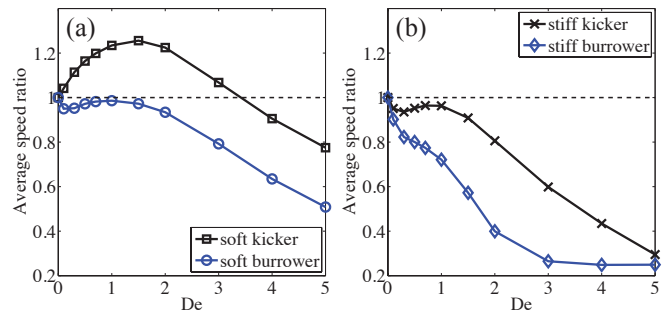 (a)
Average speed ratio
1.2
1
0.8
0.6
0.4
0.2
0 1 2 3 4 5
De
soft kicker
soft burrower
(b)
Average speed ratio
1.2
1
0.8
0.6
0.4
0.2
0 1 2 3 4 5
De
stiff kicker
stiff burrower